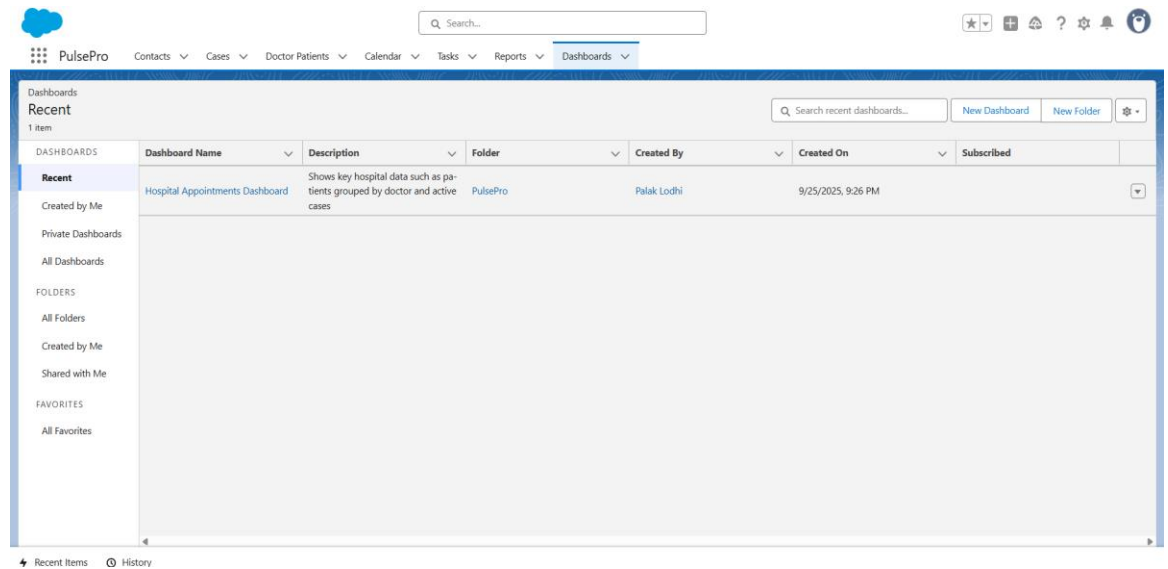 Search...
PulsePro
Contacts
Cases
Doctor Patients
Calendar
Tasks
Reports
Dashboards
Dashboards
Recent
1 item
Search recent dashboards...
New Dashboard
New Folder
DASHBOARDS
Recent
Created by Me
Private Dashboards
All Dashboards
FOLDERS
All Folders
Created by Me
Shared with Me
FAVORITES
All Favorites
Dashboard Name
Description
Folder
Created By
Created On
Subscribed
Hospital Appointments Dashboard
Shows key hospital data such as pa-
tients grouped by doctor and active
cases
PulsePro
Palak Lodhi
9/25/2025, 9:26 PM
Recent Items
History